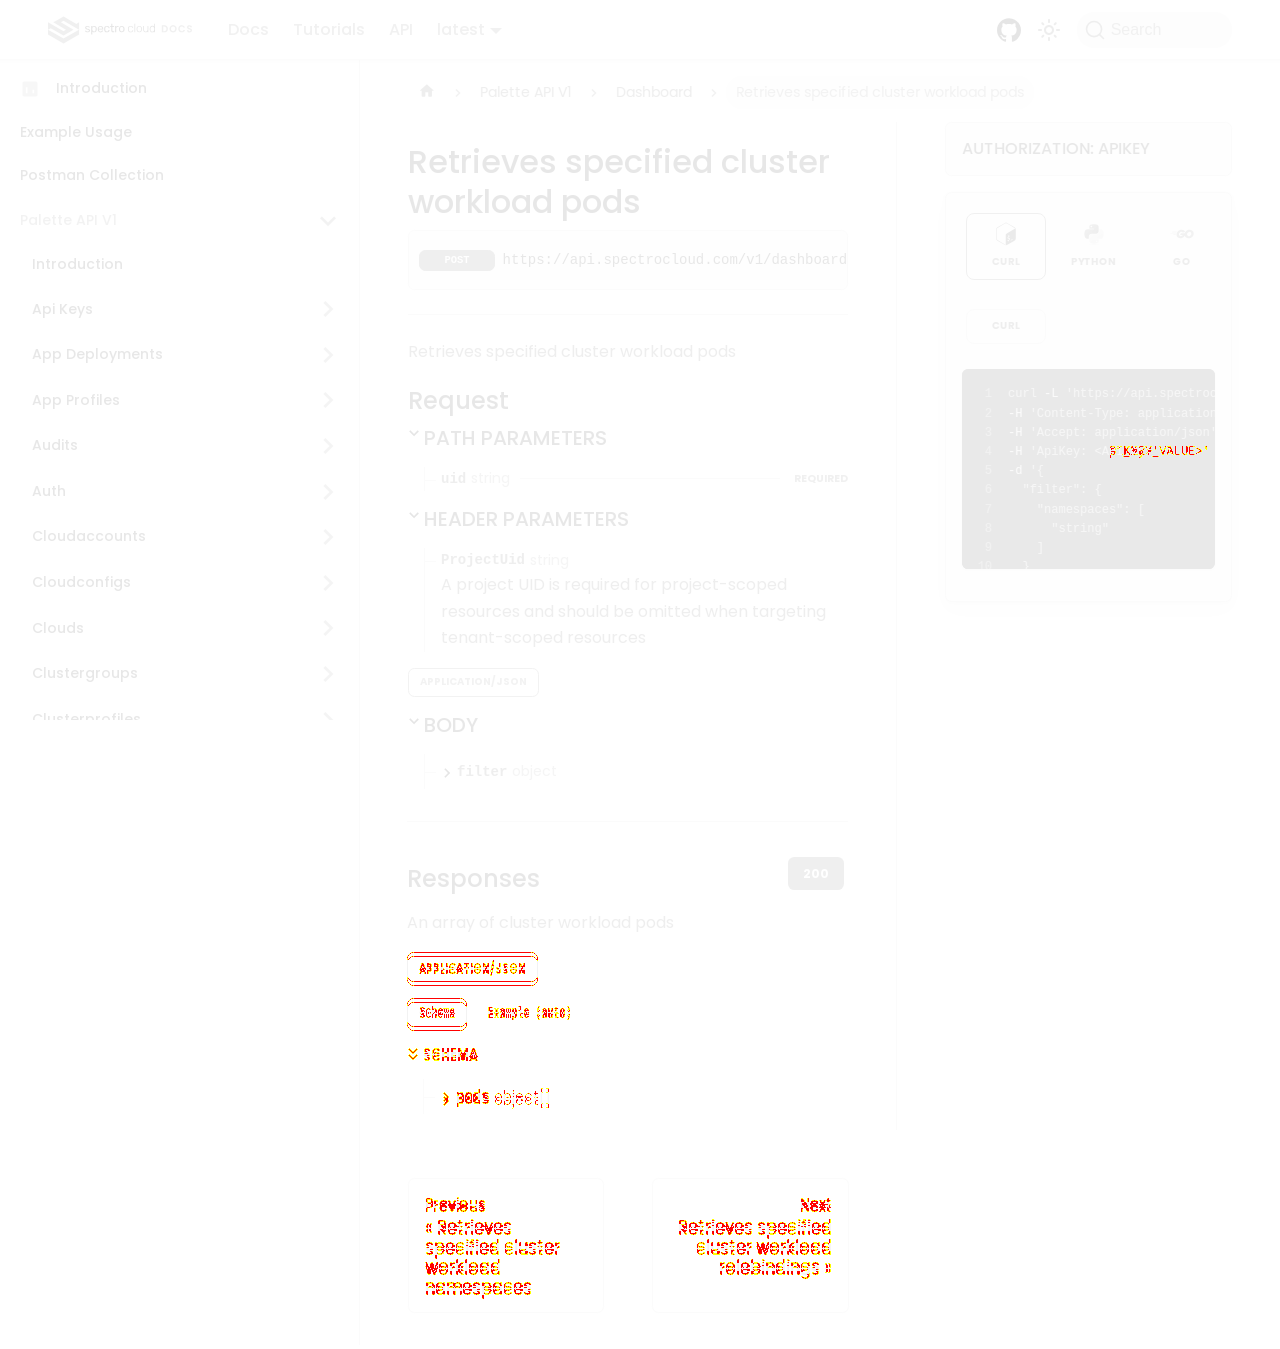 spectro cloud DOCS
Docs
Tutorials
API
latest
Search
Introduction
Example Usage
Postman Collection
Palette API V1
Introduction
Api Keys
App Deployments
App Profiles
Audits
Auth
Cloudaccounts
Cloudconfigs
Clouds
Clustergroups
Clusterprofiles
Palette API V1
Dashboard
Retrieves specified cluster workload pods
Retrieves specified cluster
workload pods
POST https://api.spectrocloud.com/v1/dashboard
Retrieves specified cluster workload pods
Request
PATH PARAMETERS
uid string REQUIRED
HEADER PARAMETERS
ProjectUid string
A project UID is required for project-scoped
resources and should be omitted when targeting
tenant-scoped resources
APPLICATION/JSON
BODY
filter object
Responses
200
An array of cluster workload pods
APPLICATION/JSON
Schema
Example (auto)
SCHEMA
pods object[]
Previous
« Retrieves
specified cluster
workload
namespaces
Next
Retrieves specified
cluster workload
rolebindings »
AUTHORIZATION: APIKEY
CURL
PYTHON
GO
GO
CURL
1 curl -L 'https://api.spectroc
2 -H 'Content-Type: application
3 -H 'Accept: application/json'
4 -H 'ApiKey:
5 -d '{
6 "filter": {
7 "namespaces": [
8 "string"
9 ]
10 }